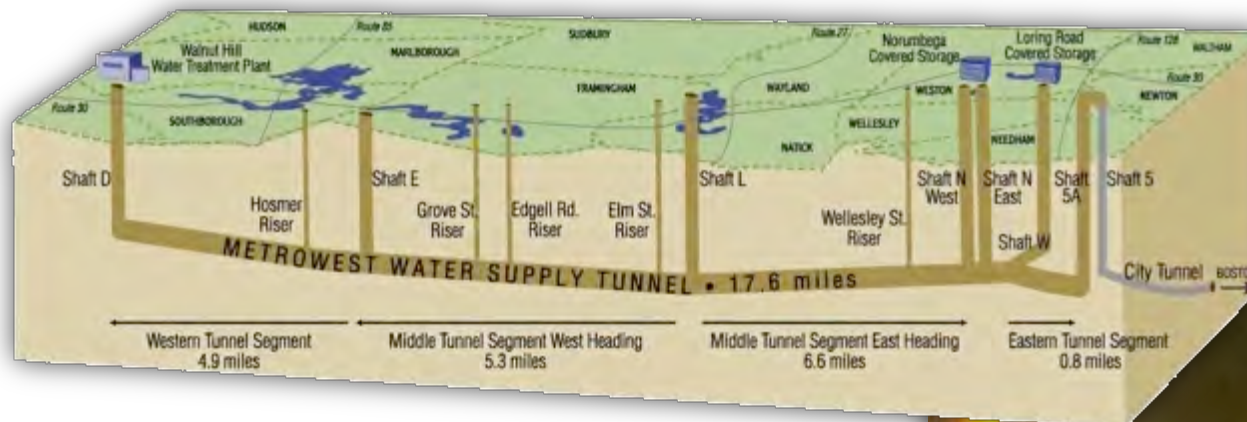 HUDSON
Route 85
SUDBURY
Route 27
Norumbega
Covered Storage
Loring Road
Covered Storage
Route 128
WALTHAM
Walnut Hill
Water Treatment Plant
MARLBOROUGH
Route 30
SOUTHBOROUGH
FRAMINGHAM
WAYLAND
WESTON
Route 30
NEWTON
WELLESLEY
NATICK
NEEDHAM
Shaft D
Hosmer
Riser
Shaft E
Grove St.
Riser
Edgell Rd.
Riser
Elm St.
Riser
Shaft L
Wellesley St.
Riser
Shaft N
West
Shaft N
East
Shaft W
Shaft
5A
Shaft 5
METROWEST WATER SUPPLY TUNNEL • 17.6 miles
City Tunnel
BOSTO
Western Tunnel Segment
4.9 miles
Middle Tunnel Segment West Heading
5.3 miles
Middle Tunnel Segment East Heading
6.6 miles
Eastern Tunnel Segment
0.8 miles